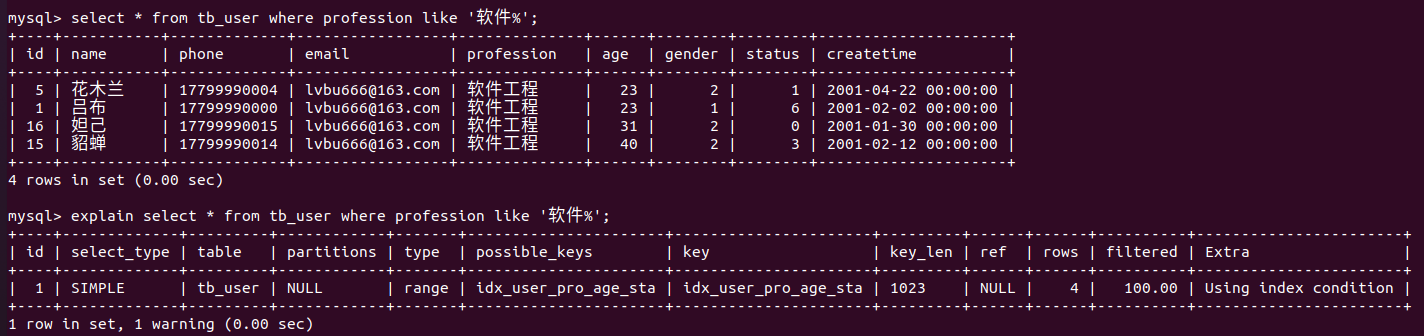 mysql> select * from tb_user where profession like '软件%';
+----+-----------+-------------+------------------+--------------+------+--------+--------+---------------------+
| id | name      | phone       | email            | profession   | age  | gender | status | createtime          |
+----+-----------+-------------+------------------+--------------+------+--------+--------+---------------------+
|  5 | 花木兰    | 17799990004 | lvbu666@163.com | 软件工程     |   23 |      2 |      1 | 2001-04-22 00:00:00 |
|  1 | 吕布      | 17799990000 | lvbu666@163.com | 软件工程     |   23 |      1 |      6 | 2001-02-02 00:00:00 |
| 16 | 妲己      | 17799990015 | lvbu666@163.com | 软件工程     |   31 |      2 |      0 | 2001-01-30 00:00:00 |
| 15 | 貂蝉      | 17799990014 | lvbu666@163.com | 软件工程     |   40 |      2 |      3 | 2001-02-12 00:00:00 |
+----+-----------+-------------+------------------+--------------+------+--------+--------+---------------------+
4 rows in set (0.00 sec)
mysql> explain select * from tb_user where profession like '软件%';
+----+-------------+---------+------------+-------+----------------------+----------------------+---------+------+------+----------+-----------------------+
| id | select_type | table   | partitions | type  | possible_keys        | key                  | key_len | ref  | rows | filtered | Extra                 |
+----+-------------+---------+------------+-------+----------------------+----------------------+---------+------+------+----------+-----------------------+
|  1 | SIMPLE      | tb_user | NULL       | range | idx_user_pro_age_sta | idx_user_pro_age_sta | 1023    | NULL |    4 |   100.00 | Using index condition |
+----+-------------+---------+------------+-------+----------------------+----------------------+---------+------+------+----------+-----------------------+
1 row in set, 1 warning (0.00 sec)